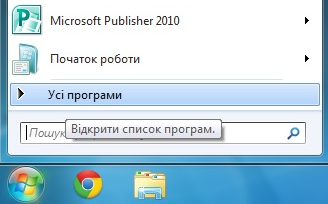 Microsoft Publisher 2010
Початок роботи
Усі програми
Відкрити список програм.
Пошук